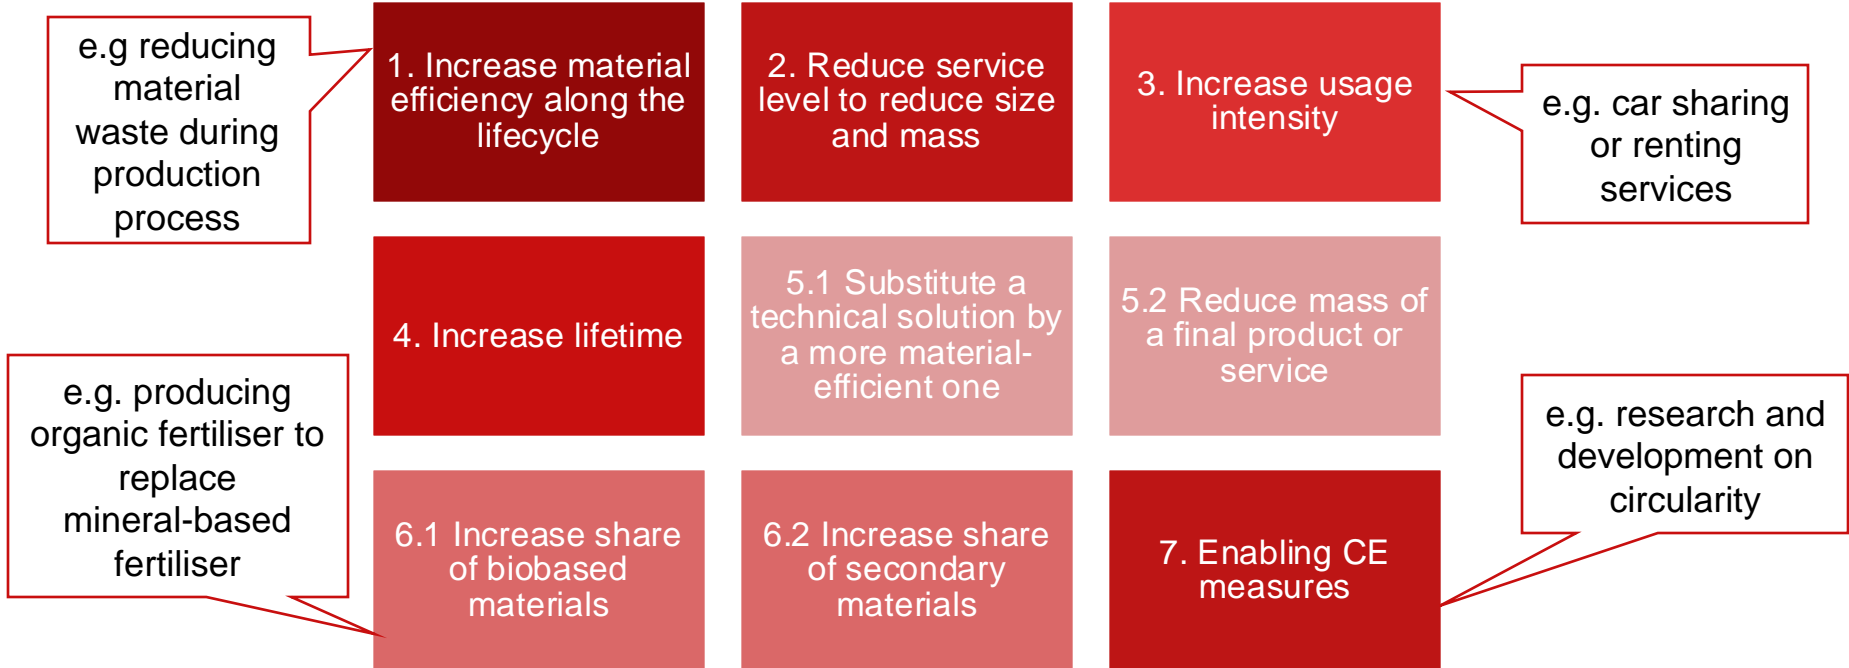 e.g reducing
material
waste during
production
process
1. Increase material
efficiency along the
lifecycle
2. Reduce service
level to reduce size
and mass
3. Increase usage
intensity
e.g. car sharing
or renting
services
4. Increase lifetime
5.1 Substitute a
technical solution by
a more material-
efficient one
5.2 Reduce mass of
a final product or
service
e.g. producing
organic fertiliser to
replace
mineral-based
fertiliser
e.g. research and
development on
circularity
6.1 Increase share
of biobased
materials
6.2 Increase share
of secondary
materials
7. Enabling CE
measures